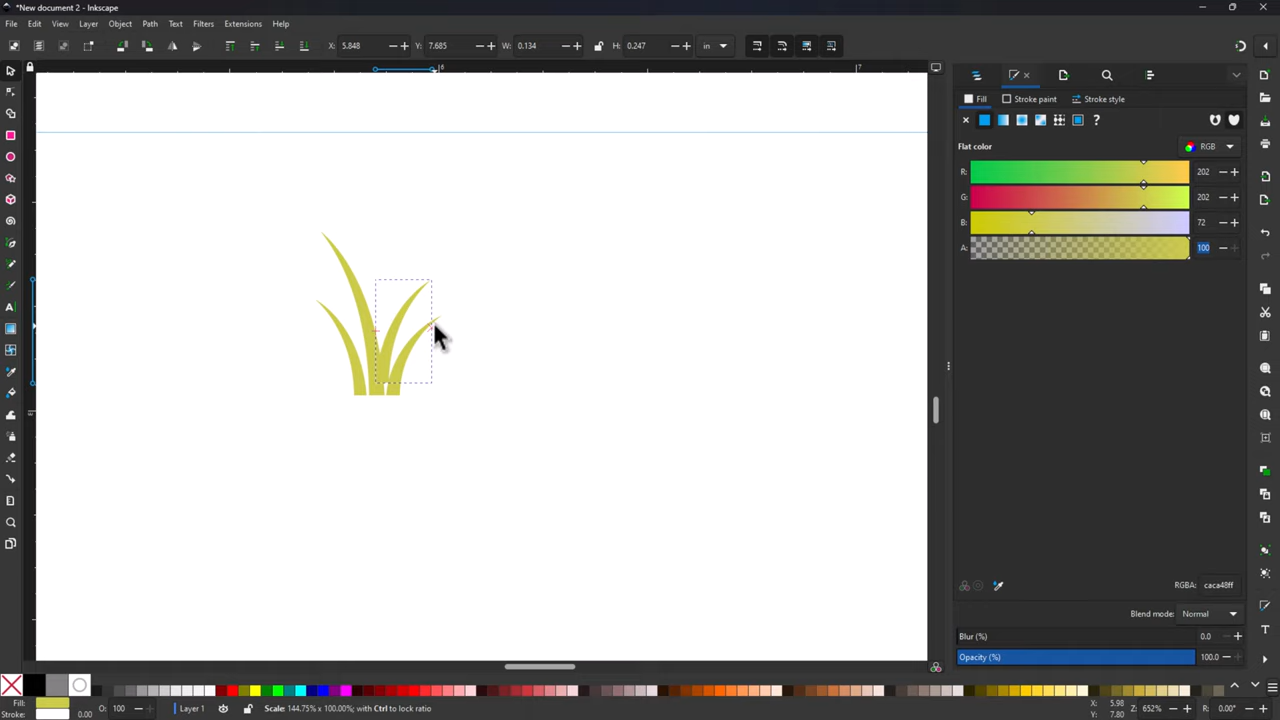 *New document 2 - Inkscape
File Edit View Layer Object Path Text Filters Extensions Help
X: 5.848 Y: 7.685 W: 0.134 H: 0.247 in
6 7
Fill Stroke paint Stroke style
?
Flat color RGB
R: 202
G: 202
B: 72
A: 100
RGBA: caca48ff
Blend mode: Normal
Blur (%) 0.0
Opacity (%) 100.0
Fill: O: 100 Layer 1 Scale: 144.75% x 100.00%; with Ctrl to lock ratio X: 5.98 Z: 652% R: 0.00°
Stroke: 0.00 Y: 7.80